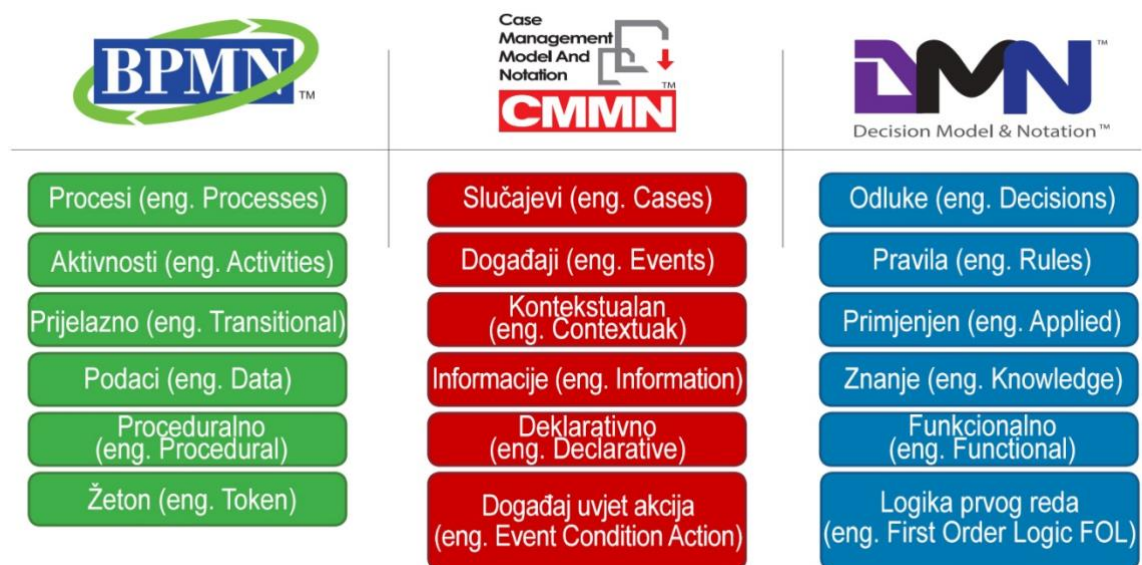 BPMN
TM
Case
Management
Model And
Notation
TM
CMMN
DMN
TM
Decision Model & Notation™
Procesi (eng. Processes)
Aktivnosti (eng. Activities)
Prijelazno (eng. Transitional)
Podaci (eng. Data)
Proceduralno
(eng. Procedural)
Žeton (eng. Token)
Slučajevi (eng. Cases)
Događaji (eng. Events)
Kontekstualan
(eng. Contextuak)
Informacije (eng. Information)
Deklarativno
(eng. Declarative)
Događaj uvjet akcija
(eng. Event Condition Action)
Odluke (eng. Decisions)
Pravila (eng. Rules)
Primjenjen (eng. Applied)
Znanje (eng. Knowledge)
Funkcionalno
(eng. Functional)
Logika prvog reda
(eng. First Order Logic FOL)